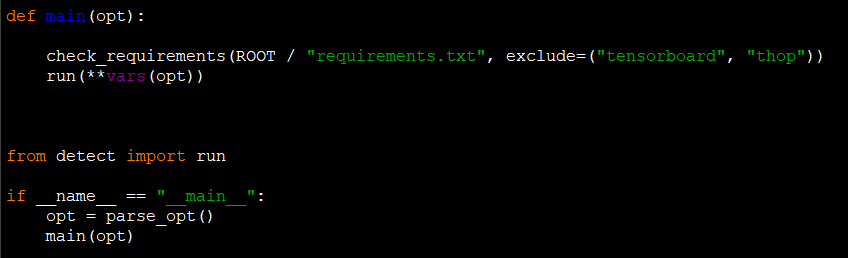 def main(opt):
    check_requirements(ROOT / "requirements.txt", exclude=("tensorboard", "thop"))
    run(**vars(opt))
from detect import run
if __name__ == "__main__":
    opt = parse_opt()
    main(opt)